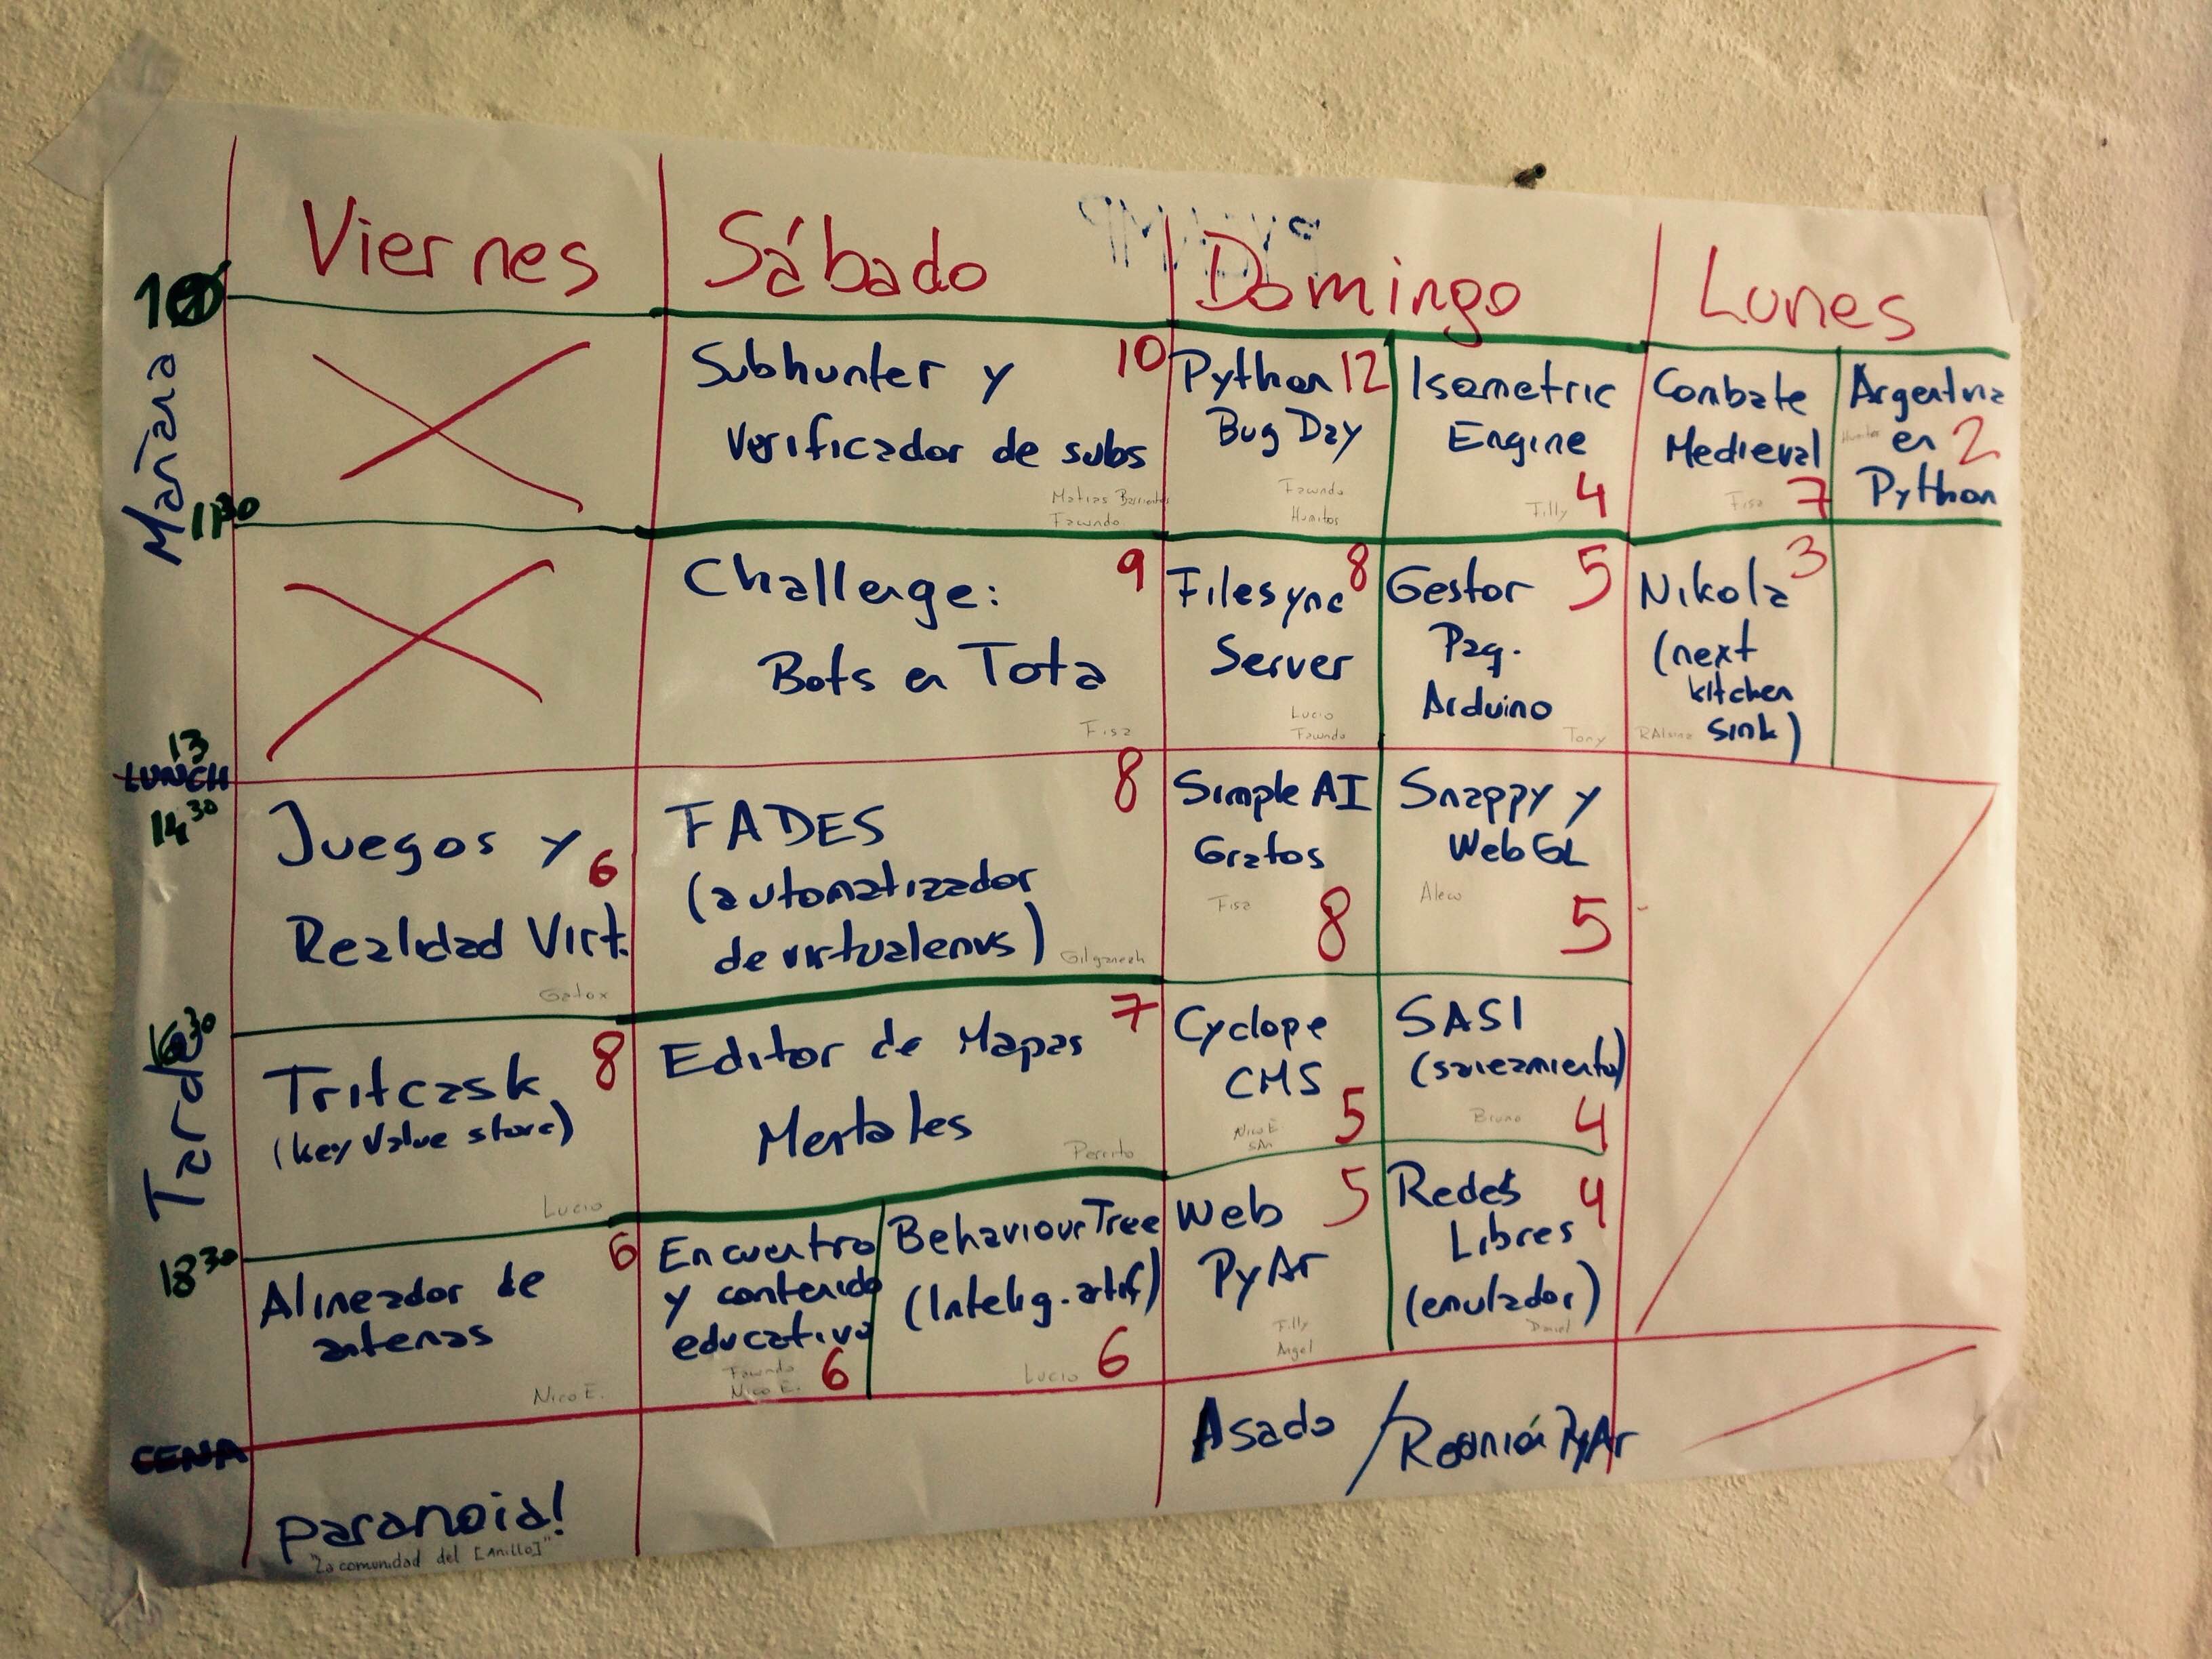 Viernes
Sábado
Domingo
Lunes
Mañana
10
Subhunter y
10
Verificador de subs
Matias Barrientos
Facundo
Python 12
Bug Day
Facundo
Humitos
Isometric
Engine
Tilly 4
Combate
Medieval
Fisa 7
Argentina
Humitos en 2
Python
11 30
Challenge:
9
Bots en Tota
Fisa
Filesync 8
Server
Lucio
Facundo
Gestor 5
Paq.
Arduino
Tony
Nikola 3
(next
kitchen
sink)
RAlsina
13
LUNCH
14 30
Juegos y
6
Realidad Virt.
Gatox
8
FADES
(automatizador
de virtualenvs)
Gilgamezh
Simple AI
Gratos
Fisa
8
Snappy y
WebGL
Alew
5
Tarde
16 30
Tritcask
8
(key value store)
Lucio
Editor de Mapas
7
Mentales
Perrito
Cyclope
CMS
5
Nico E
SAn
SASI
(saneamiento)
Bruno
4
18 30
6
Alineador de
antenas
Nico E.
Encuentro
y contenido
educativo
Facundo
Nico E. 6
Behaviour Tree
(Intelig. artif)
Lucio 6
Web 5
PyAr
Tilly
Angel
Redes 4
Libres
(emulador)
Daniel
CENA
Paranoia!
"La comunidad del [Anillo]"
Asado / Reunión PyAr